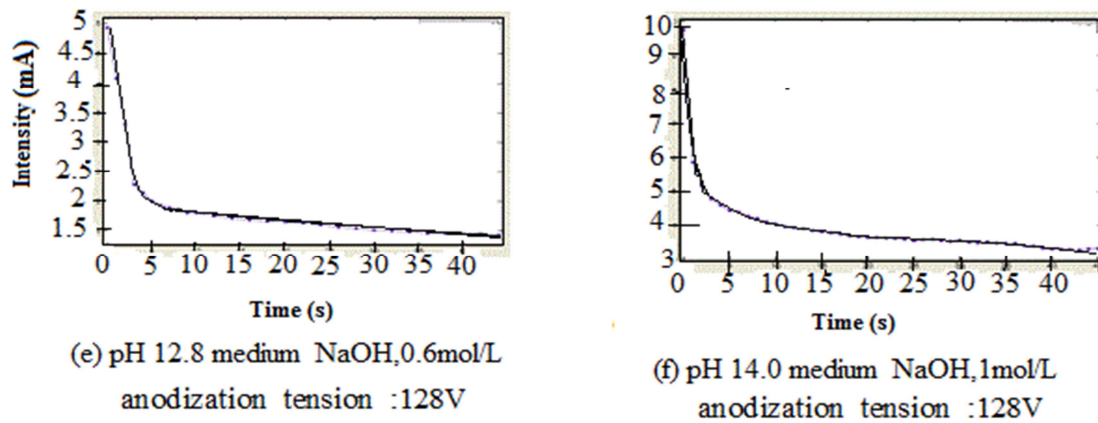 Intensity (mA)
5
4.5
4
3.5
3
2.5
2
1.5
0 5 10 15 20 25 30 35 40
Time (s)
(e) pH 12.8 medium NaOH,0.6mol/L
anodization tension :128V
10
9
8
7
6
5
4
3
0 5 10 15 20 25 30 35 40
Time (s)
(f) pH 14.0 medium NaOH,1mol/L
anodization tension :128V